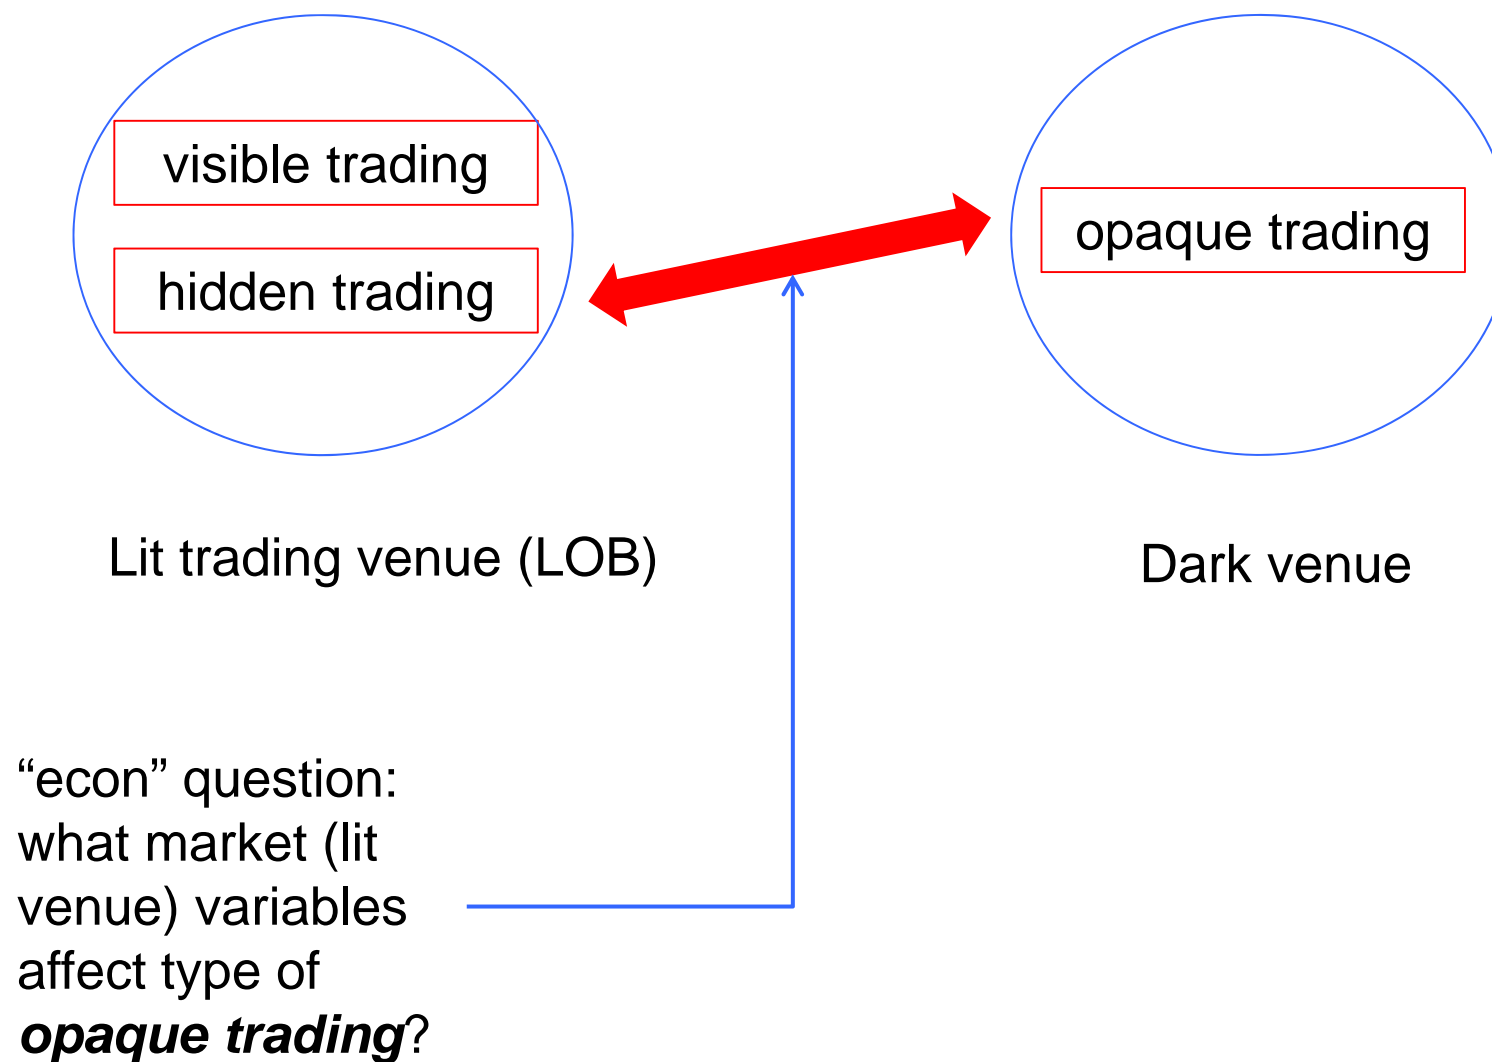 visible trading
hidden trading
opaque trading
Lit trading venue (LOB)
Dark venue
“econ” question:
what market (lit
venue) variables
affect type of
opaque trading?